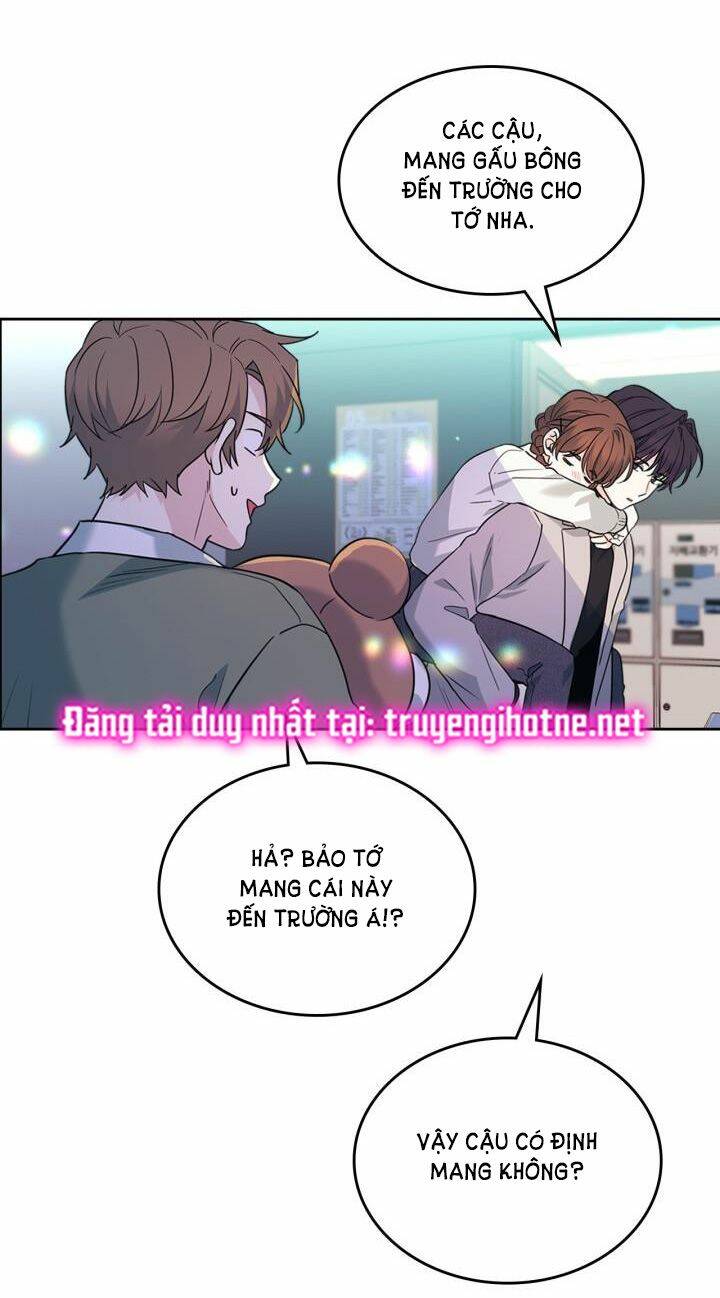 CÁC CẬU,
MANG GẤU BÔNG
ĐẾN TRƯỜNG CHO
TỚ NHA.
Đăng tải duy nhất tại: truyengihotne.net
HẢ? BẢO TỚ
MANG CÁI NÀY
ĐẾN TRƯỜNG Á!?
VẬY CẬU CÓ ĐỊNH
MANG KHÔNG?